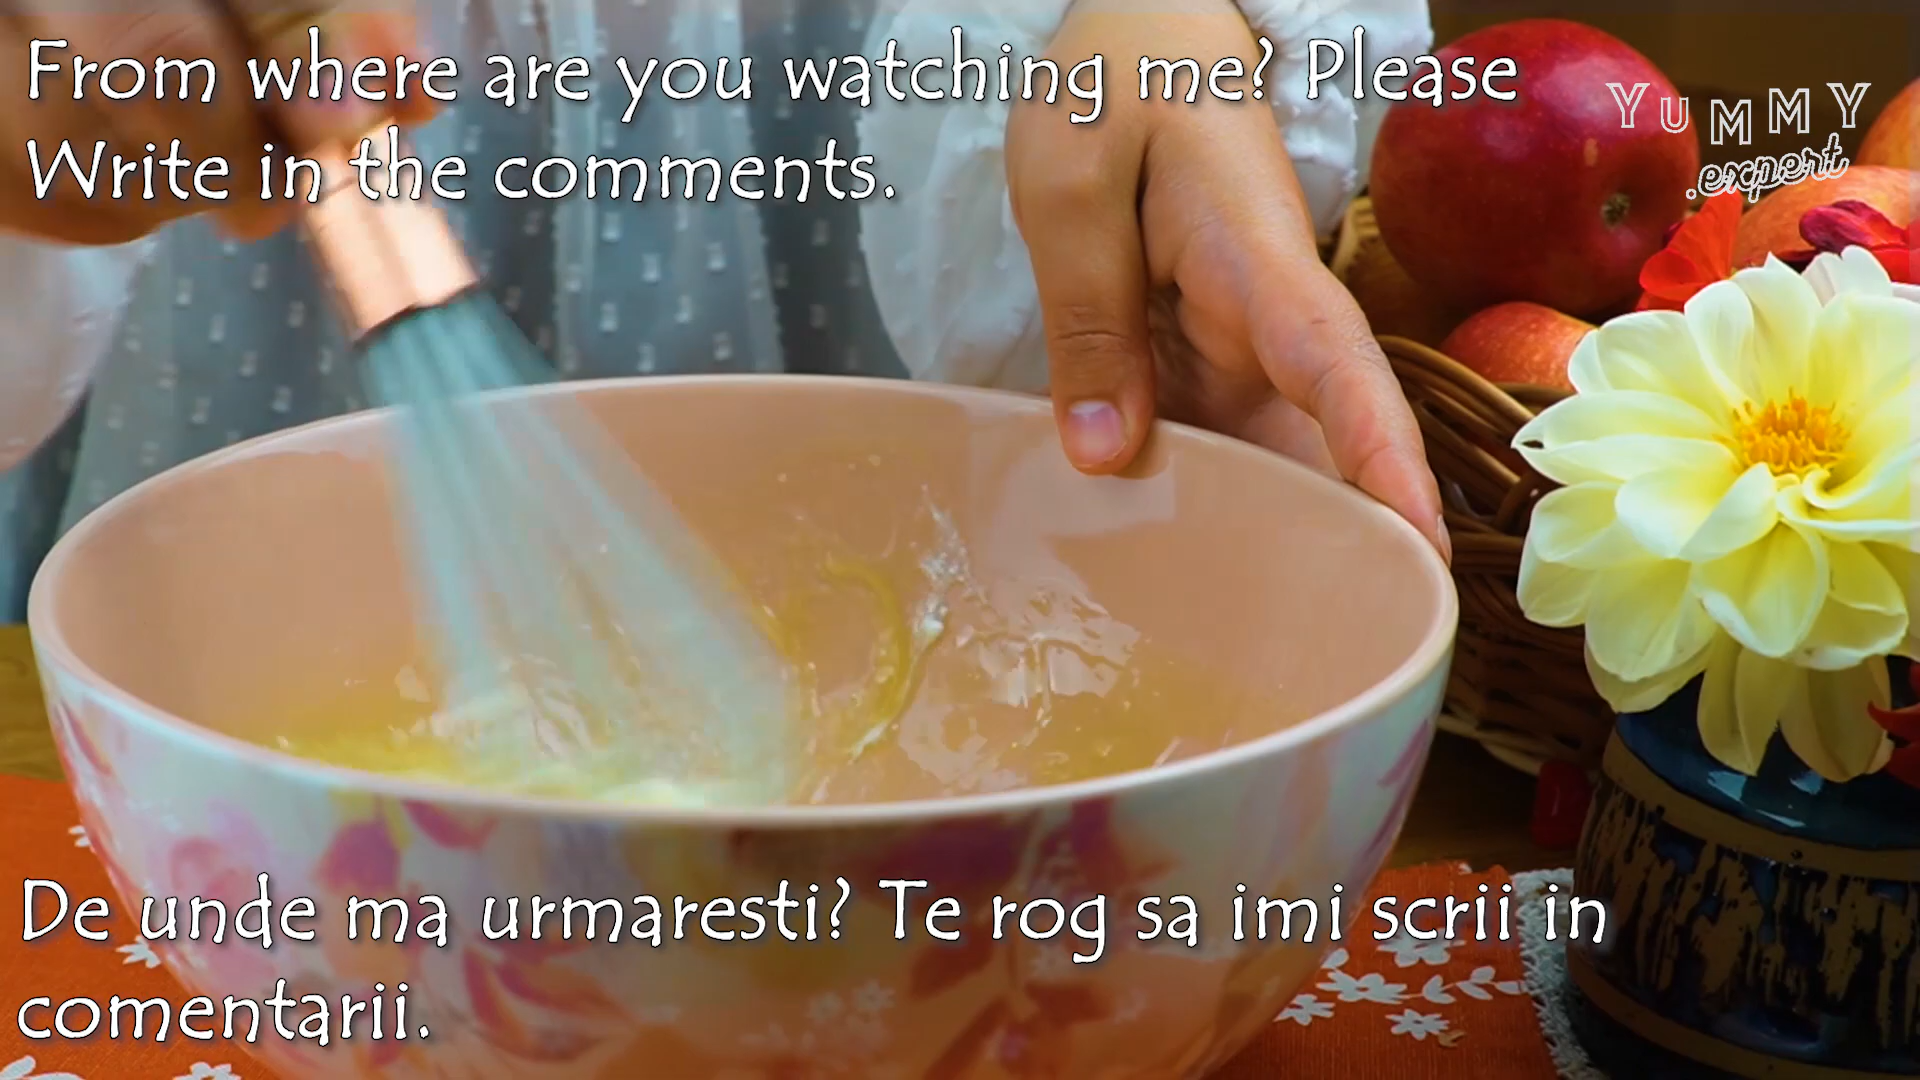 From where are you watching me? Please
Write in the comments.
YUMMY
.expert
De unde ma urmaresti? Te rog sa imi scrii in
comentarii.